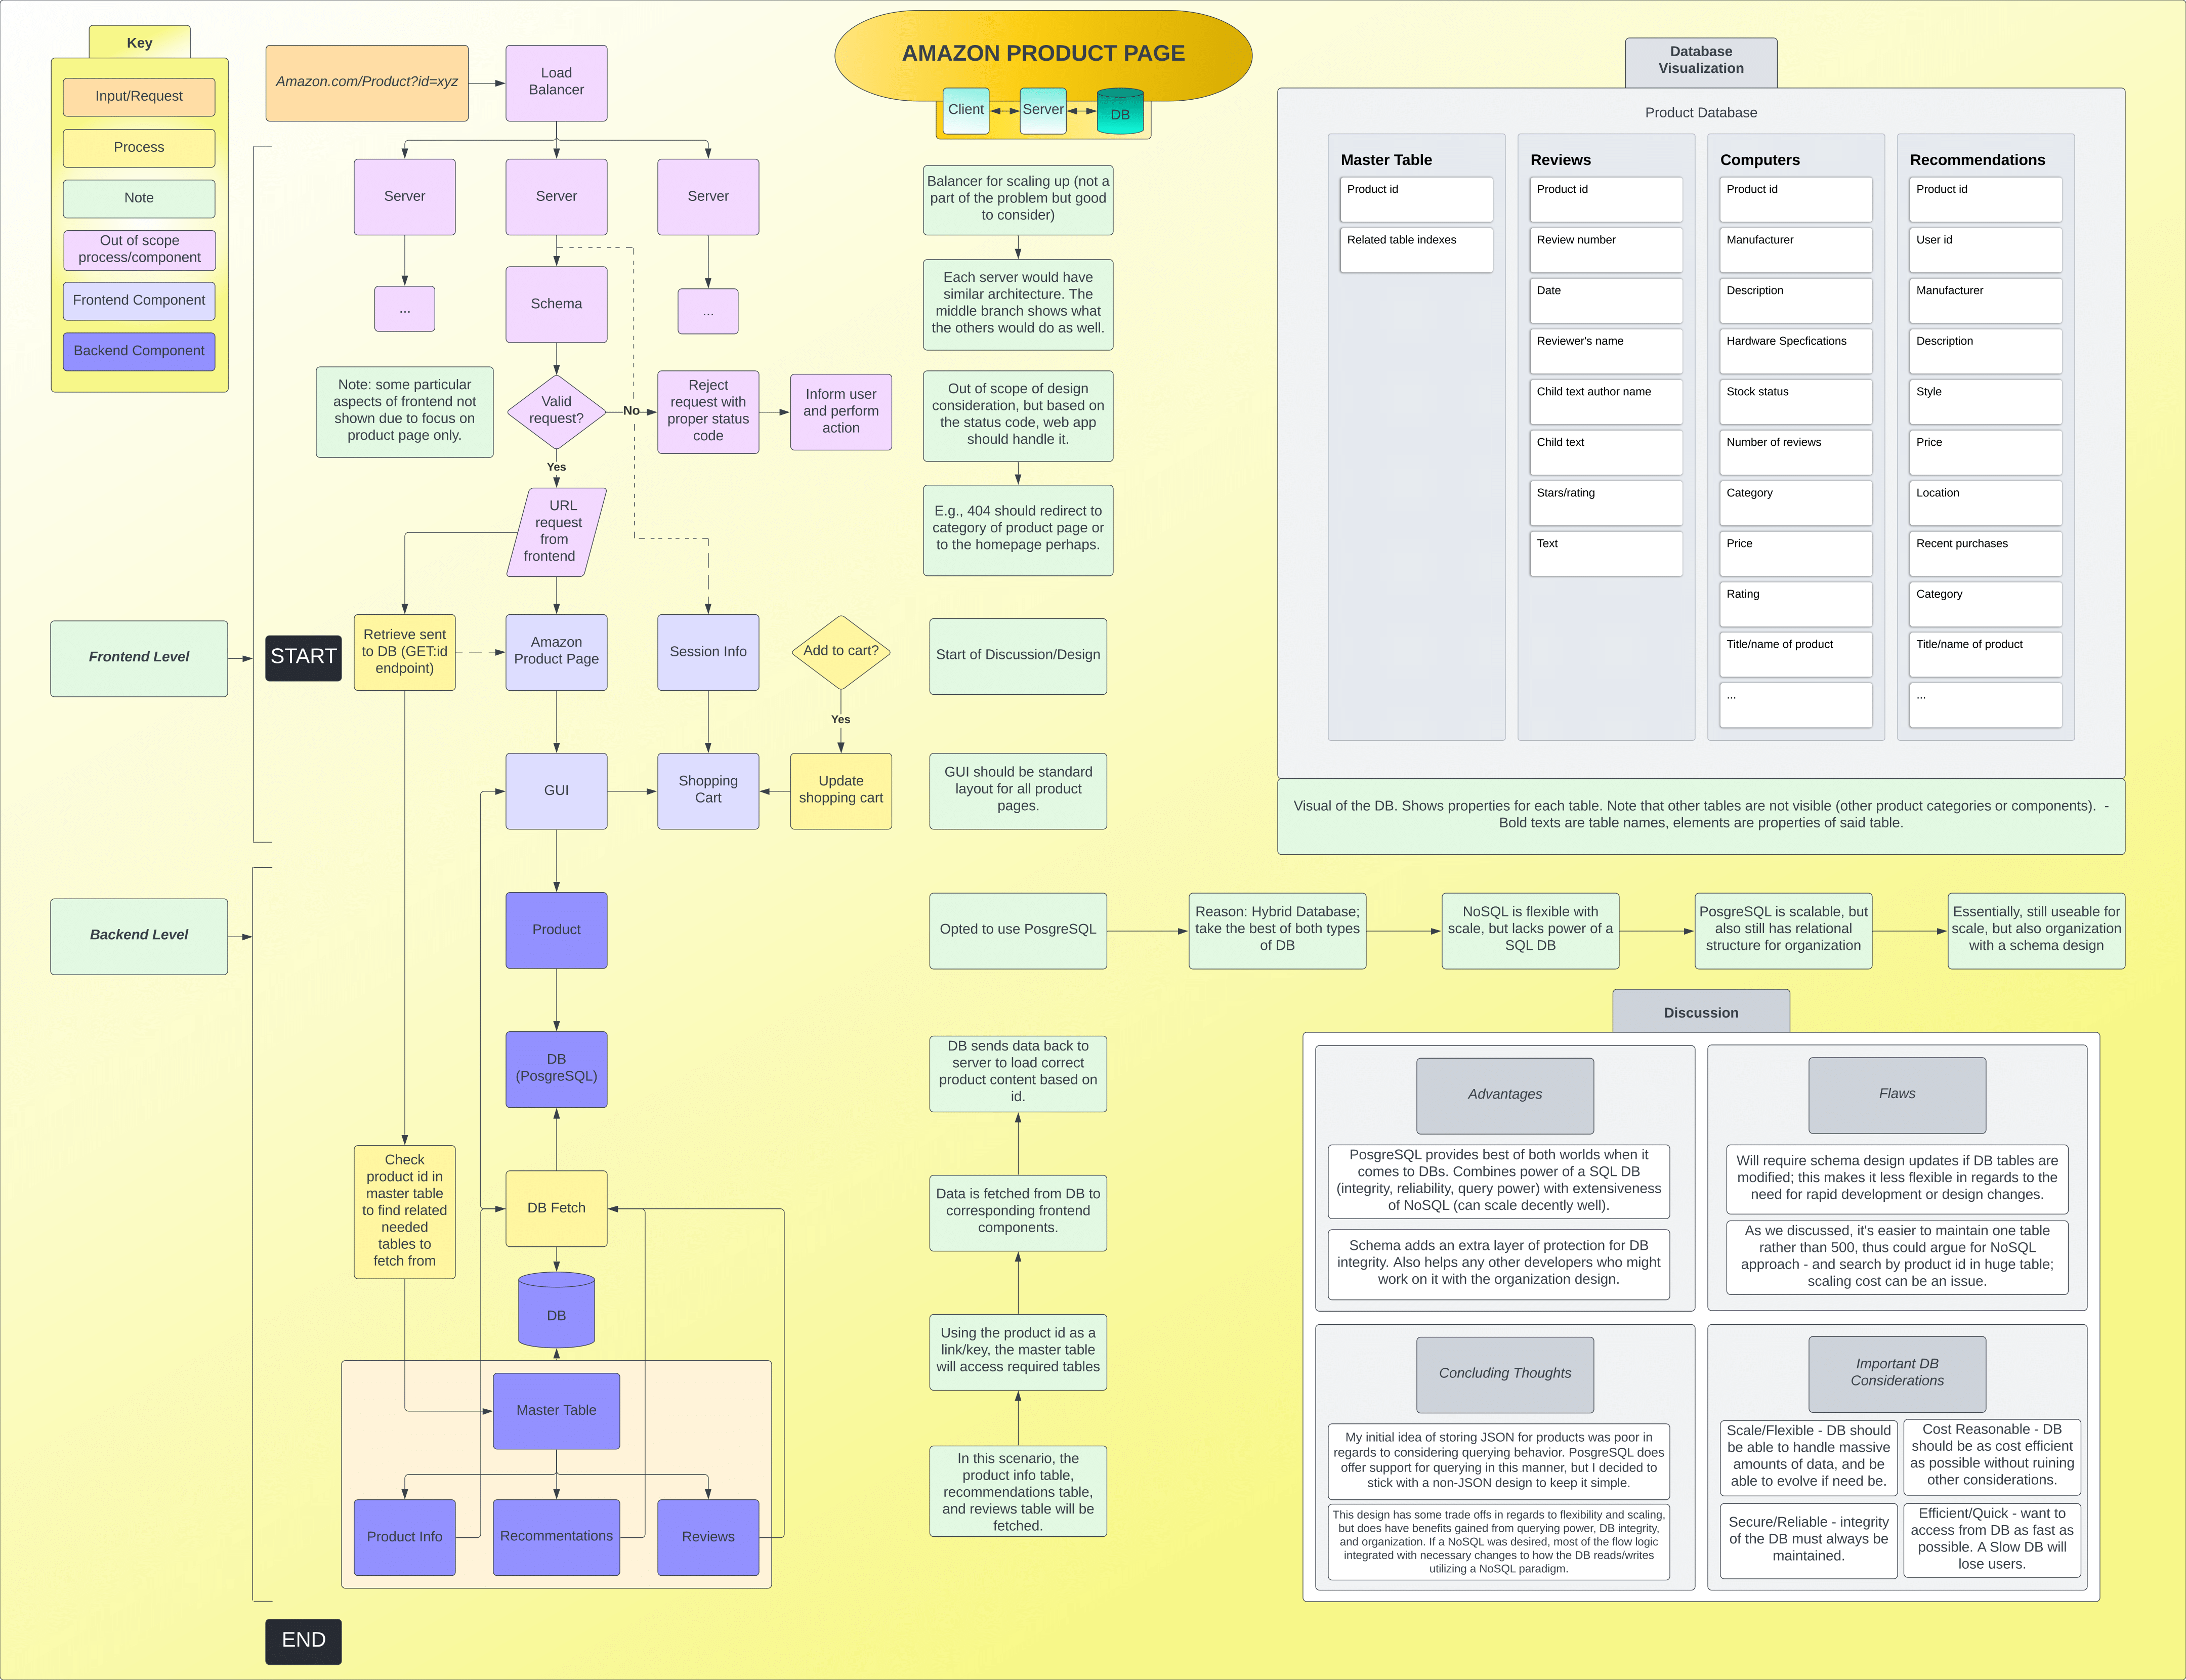 AMAZON PRODUCT PAGE
Client
Server
DB
Key
Input/Request
Process
Note
Out of scope
process/component
Frontend Component
Backend Component
Amazon.com/Product?id=xyz
Load
Balancer
Server
Server
Server
...
Schema
...
Note: some particular
aspects of frontend not
shown due to focus on
product page only.
Valid
request?
No
Reject
request with
proper status
code
Inform user
and perform
action
Yes
URL
request
from
frontend
Frontend Level
START
Retrieve sent
to DB (GET:id
endpoint)
Amazon
Product Page
Session Info
Add to cart?
Yes
GUI
Shopping
Cart
Update
shopping cart
Backend Level
Product
DB
(PosgreSQL)
Check
product id in
master table
to find related
needed
tables to
fetch from
DB Fetch
DB
Master Table
Product Info
Recommentations
Reviews
END
Balancer for scaling up (not a
part of the problem but good
to consider)
Each server would have
similar architecture. The
middle branch shows what
the others would do as well.
Out of scope of design
consideration, but based on
the status code, web app
should handle it.
E.g., 404 should redirect to
category of product page or
to the homepage perhaps.
Start of Discussion/Design
GUI should be standard
layout for all product
pages.
Opted to use PosgreSQL
Reason: Hybrid Database;
take the best of both types
of DB
NoSQL is flexible with
scale, but lacks power of a
SQL DB
PosgreSQL is scalable, but
also still has relational
structure for organization
Essentially, still useable for
scale, but also organization
with a schema design
DB sends data back to
server to load correct
product content based on
id.
Data is fetched from DB to
corresponding frontend
components.
Using the product id as a
link/key, the master table
will access required tables
In this scenario, the
product info table,
recommendations table,
and reviews table will be
fetched.
Database
Visualization
Product Database
Master Table
Product id
Related table indexes
Reviews
Product id
Review number
Date
Reviewer's name
Child text author name
Child text
Stars/rating
Text
Computers
Product id
Manufacturer
Description
Hardware Specfications
Stock status
Number of reviews
Category
Price
Rating
Title/name of product
...
Recommendations
Product id
User id
Manufacturer
Description
Style
Price
Location
Recent purchases
Category
Title/name of product
...
Visual of the DB. Shows properties for each table. Note that other tables are not visible (other product categories or components).  -
Bold texts are table names, elements are properties of said table.
Discussion
Advantages
PosgreSQL provides best of both worlds when it
comes to DBs. Combines power of a SQL DB
(integrity, reliability, query power) with extensiveness
of NoSQL (can scale decently well).
Schema adds an extra layer of protection for DB
integrity. Also helps any other developers who might
work on it with the organization design.
Flaws
Will require schema design updates if DB tables are
modified; this makes it less flexible in regards to the
need for rapid development or design changes.
As we discussed, it's easier to maintain one table
rather than 500, thus could argue for NoSQL
approach - and search by product id in huge table;
scaling cost can be an issue.
Concluding Thoughts
My initial idea of storing JSON for products was poor in
regards to considering querying behavior. PosgreSQL does
offer support for querying in this manner, but I decided to
stick with a non-JSON design to keep it simple.
This design has some trade offs in regards to flexibility and scaling,
but does have benefits gained from querying power, DB integrity,
and organization. If a NoSQL was desired, most of the flow logic
integrated with necessary changes to how the DB reads/writes
utilizing a NoSQL paradigm.
Important DB
Considerations
Scale/Flexible - DB should
be able to handle massive
amounts of data, and be
able to evolve if need be.
Cost Reasonable - DB
should be as cost efficient
as possible without ruining
other considerations.
Secure/Reliable - integrity
of the DB must always be
maintained.
Efficient/Quick - want to
access from DB as fast as
possible. A Slow DB will
lose users.